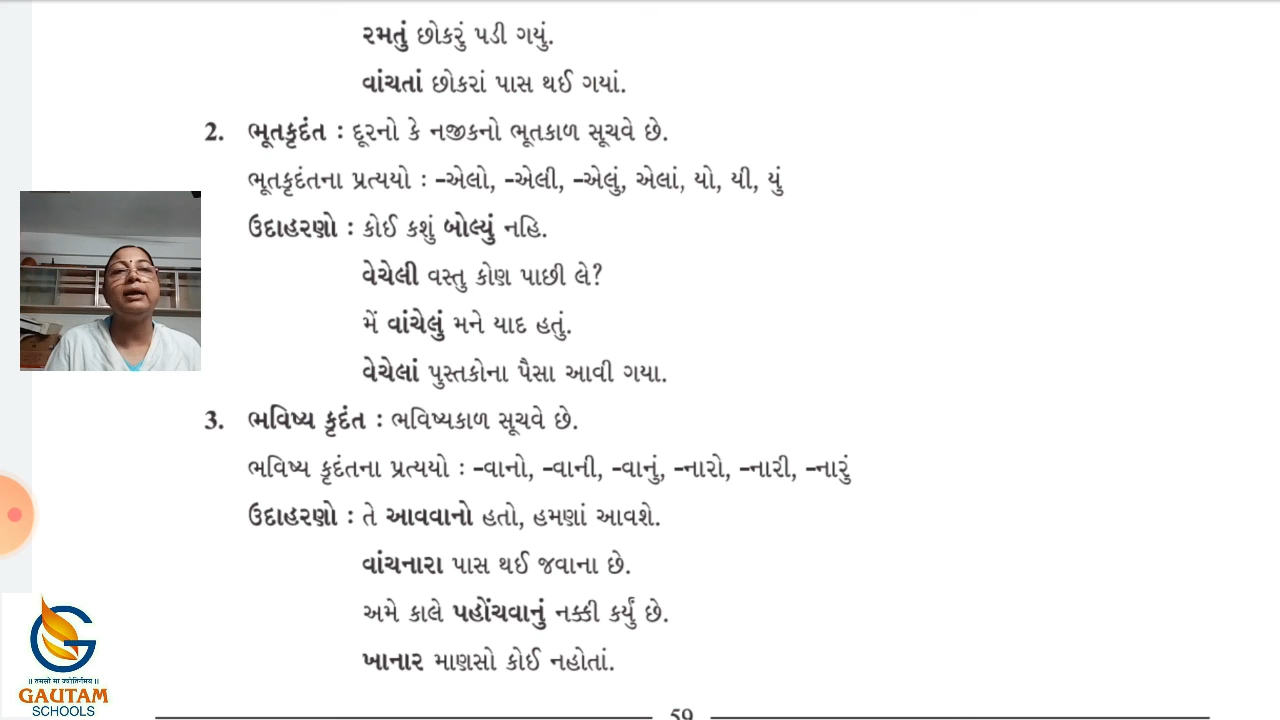 રમતું છોકરું પડી ગયું.
વાંચતાં છોકરાં પાસ થઈ ગયાં.
2. ભૂતકૃદંત : દૂરનો કે નજીકનો ભૂતકાળ સૂચવે છે.
ભૂતકૃદંતના પ્રત્યયો : -એલો, -એલી, -એલું, એલાં, યો, યી, યું
ઉદાહરણો : કોઈ કશું બોલ્યું નહિ.
વેચેલી વસ્તુ કોણ પાછી લે?
મેં વાંચેલું મને યાદ હતું.
વેચેલાં પુસ્તકોના પૈસા આવી ગયા.
3. ભવિષ્ય કૃદંત : ભવિષ્યકાળ સૂચવે છે.
ભવિષ્ય કૃદંતના પ્રત્યયો : -વાનો, -વાની, -વાનું, -નારો, -નારી, -નારું
ઉદાહરણો : તે આવવાનો હતો, હમણાં આવશે.
વાંચનારા પાસ થઈ જવાના છે.
અમે કાલે પહોંચવાનું નક્કી કર્યું છે.
ખાનાર માણસો કોઈ નહોતાં.
59
|| तमसो मा ज्योतिर्गमय ||
GAUTAM
SCHOOLS